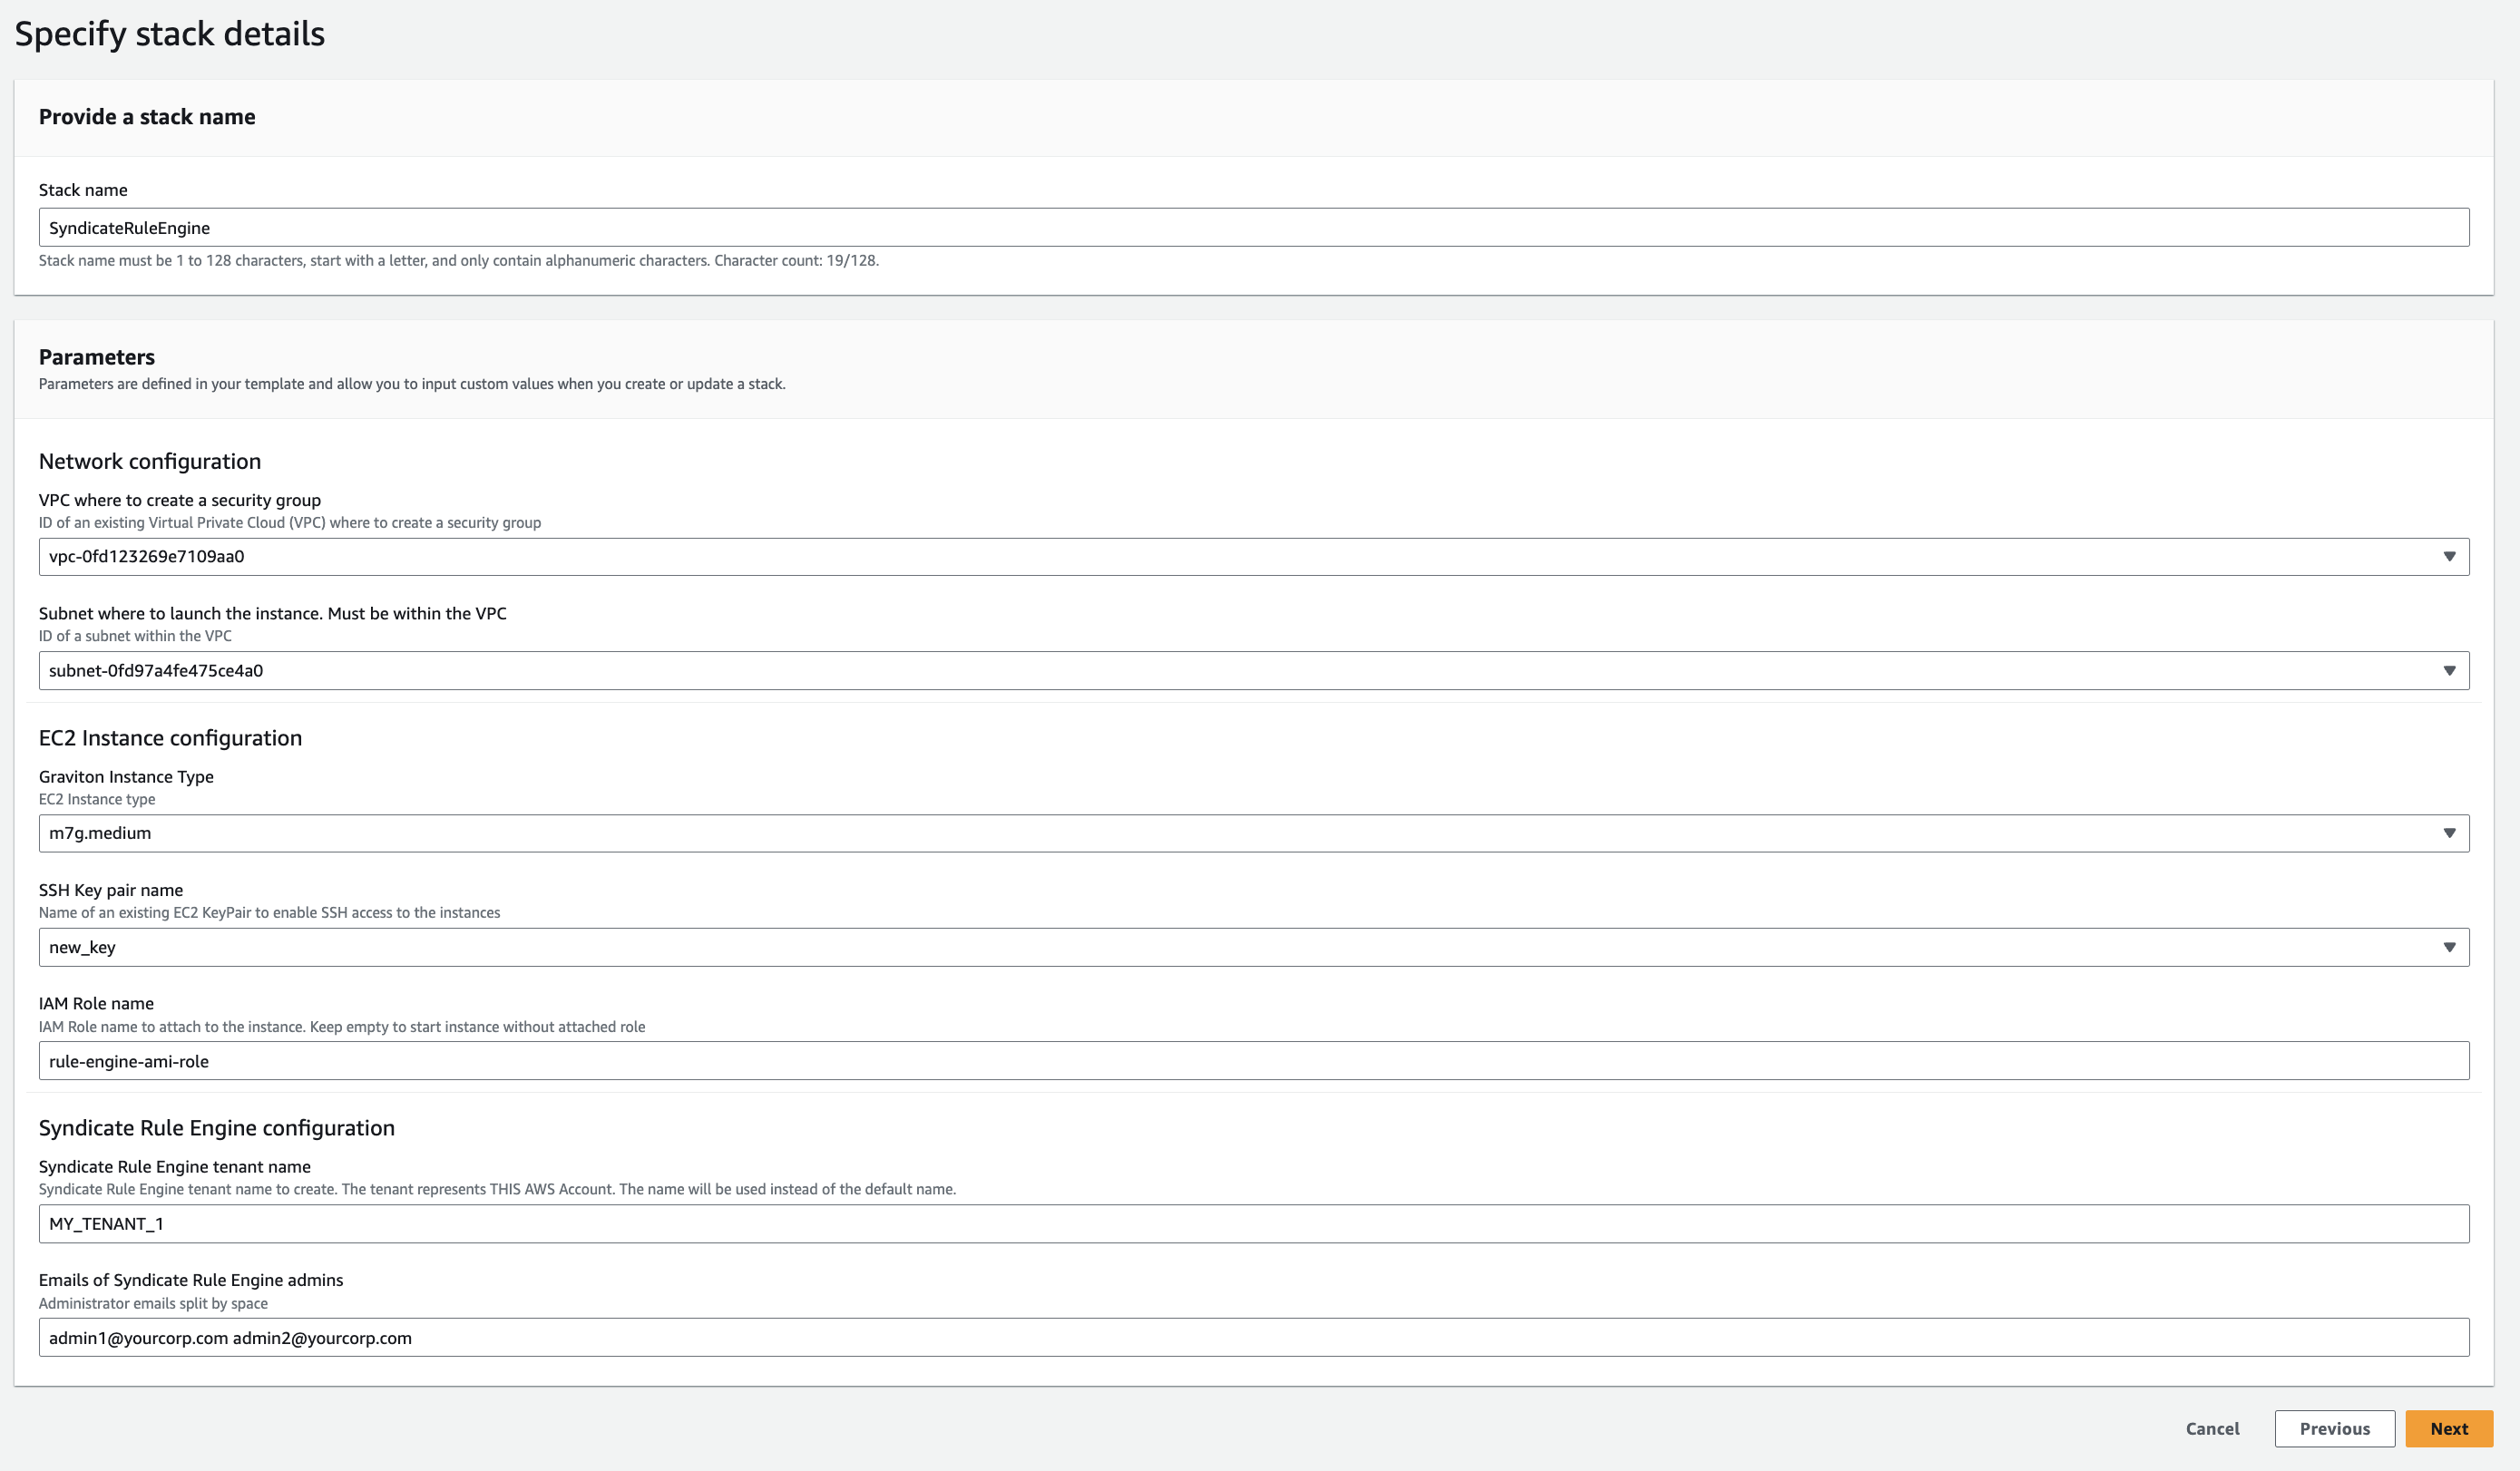 Specify stack details
Provide a stack name
Stack name
SyndicateRuleEngine
Stack name must be 1 to 128 characters, start with a letter, and only contain alphanumeric characters. Character count: 19/128.
Parameters
Parameters are defined in your template and allow you to input custom values when you create or update a stack.
Network configuration
VPC where to create a security group
ID of an existing Virtual Private Cloud (VPC) where to create a security group
vpc-0fd123269e7109aa0
Subnet where to launch the instance. Must be within the VPC
ID of a subnet within the VPC
subnet-0fd97a4fe475ce4a0
EC2 Instance configuration
Graviton Instance Type
EC2 Instance type
m7g.medium
SSH Key pair name
Name of an existing EC2 KeyPair to enable SSH access to the instances
new_key
IAM Role name
IAM Role name to attach to the instance. Keep empty to start instance without attached role
rule-engine-ami-role
Syndicate Rule Engine configuration
Syndicate Rule Engine tenant name
Syndicate Rule Engine tenant name to create. The tenant represents THIS AWS Account. The name will be used instead of the default name.
MY_TENANT_1
Emails of Syndicate Rule Engine admins
Administrator emails split by space
admin1@yourcorp.com admin2@yourcorp.com
Cancel
Previous
Next